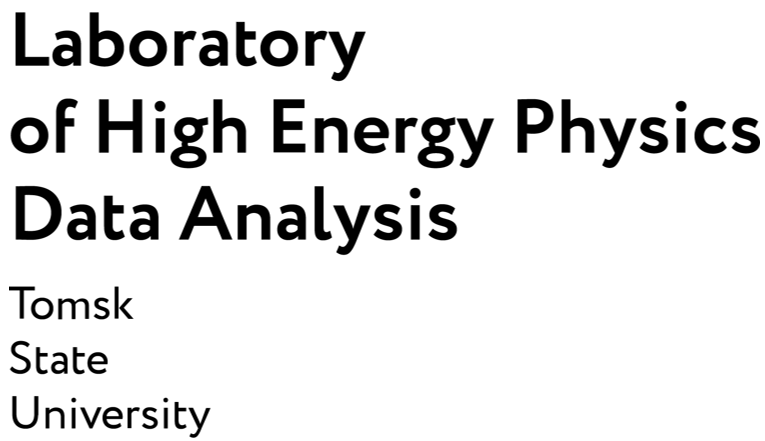 Laboratory
of High Energy Physics
Data Analysis
Tomsk
State
University